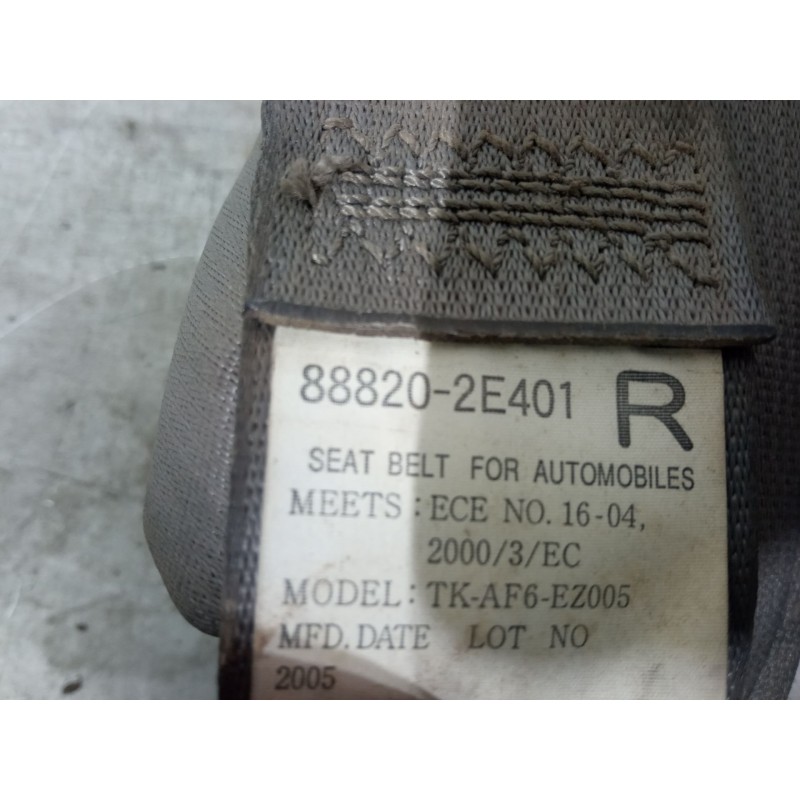 88820-2E401 R
SEAT BELT FOR AUTOMOBILES
MEETS : ECE NO. 16-04,
2000/3/EC
MODEL : TK-AF6-EZ005
MFD. DATE LOT NO
2005